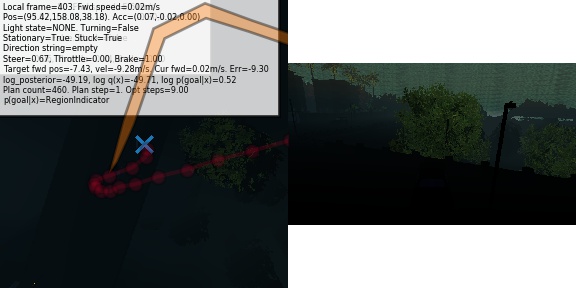 Local frame=403. Fwd speed=0.02m/s
Pos=(95.42,158.08,38.18). Acc=(0.07,-0.02,0.00)
Light state=NONE. Turning=False
Stationary=True. Stuck=True
Direction string=empty
Steer=0.67, Throttle=0.00, Brake=1.00
Target fwd pos=-7.43, vel=-9.28m/s, Cur fwd=0.02m/s. Err=-9.30
log_posterior=-49.19, log q(x)=-49.71, log p(goal|x)=0.52
Plan count=460. Plan step=1. Opt steps=9.00
p(goal|x)=RegionIndicator